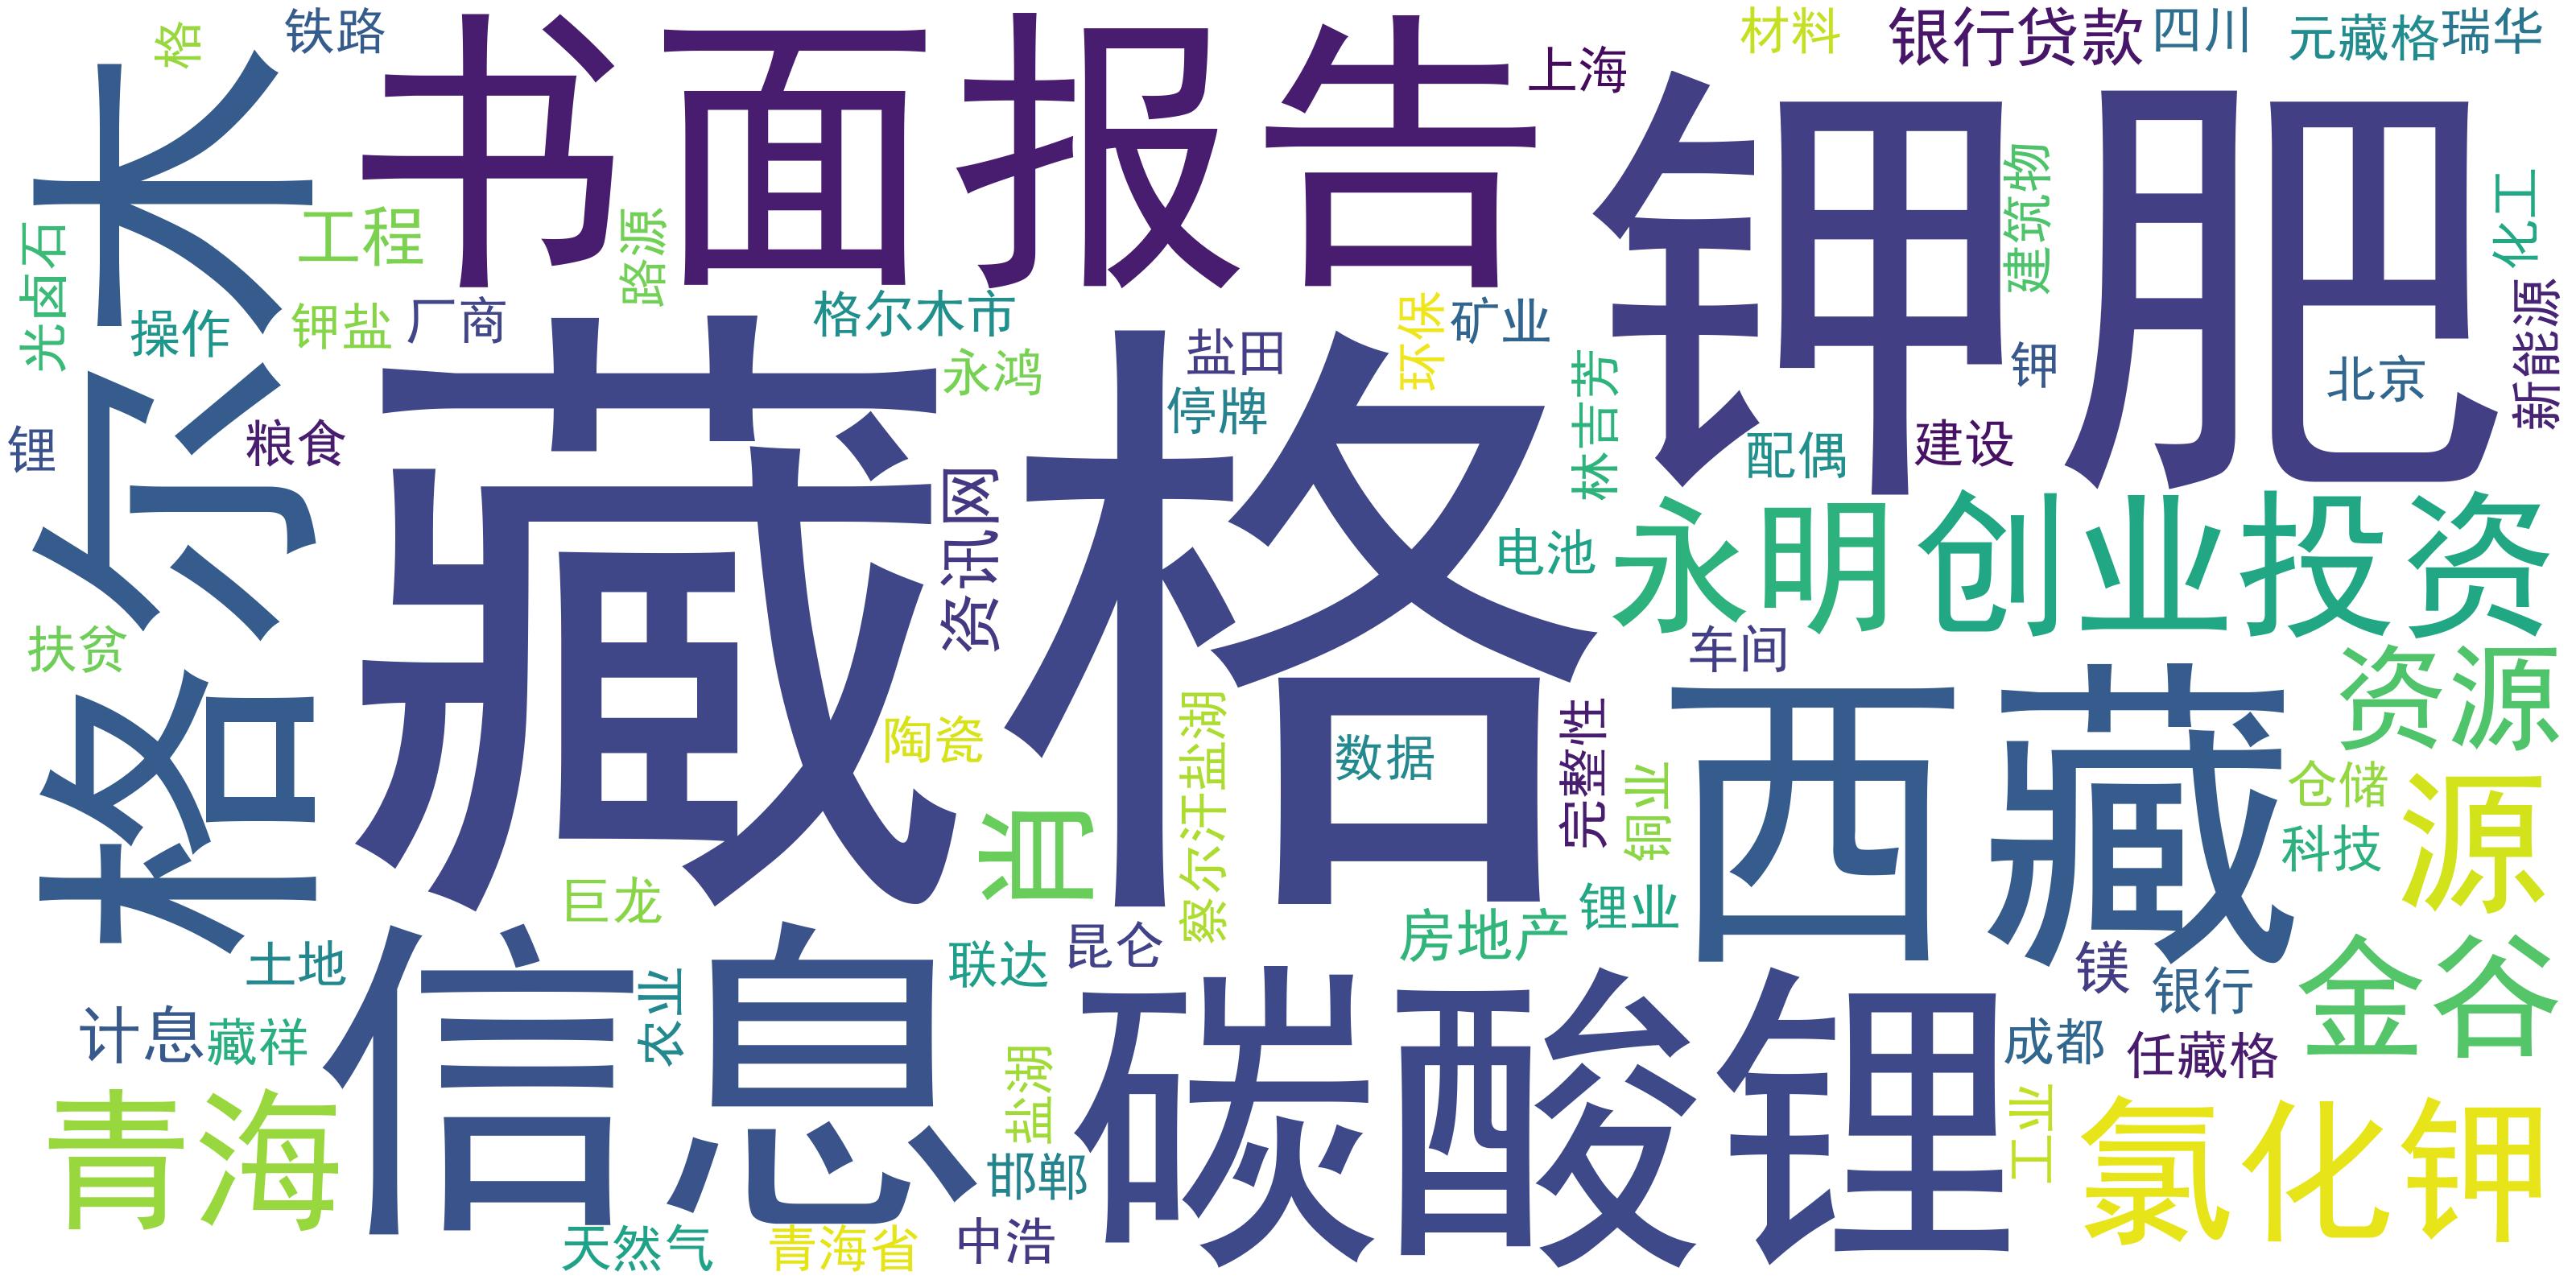 格
铁路
书面报告
上海
材料
银行贷款
四川
元藏格
瑞华
钾肥
格尔木
光卤石
工程
路源
操作
钾盐
厂商
格尔木市
永鸿
盐田
停牌
环保
矿业
林吉芳
建筑物
化工
新能源
钾
北京
配偶
建设
锂
粮食
藏格
资讯网
电池
永明
创业投资
扶贫
车间
西藏
资源
陶瓷
肖
察尔汗盐湖
数据
完整性
铜业
仓储
科技
源
巨龙
锂业
房地产
土地
信息
农业
联达
昆仑
碳酸锂
镁
银行
金谷
计息
藏祥
成都
任藏格
青海
盐湖
邯郸
工业
氯化钾
天然气
青海省
中浩